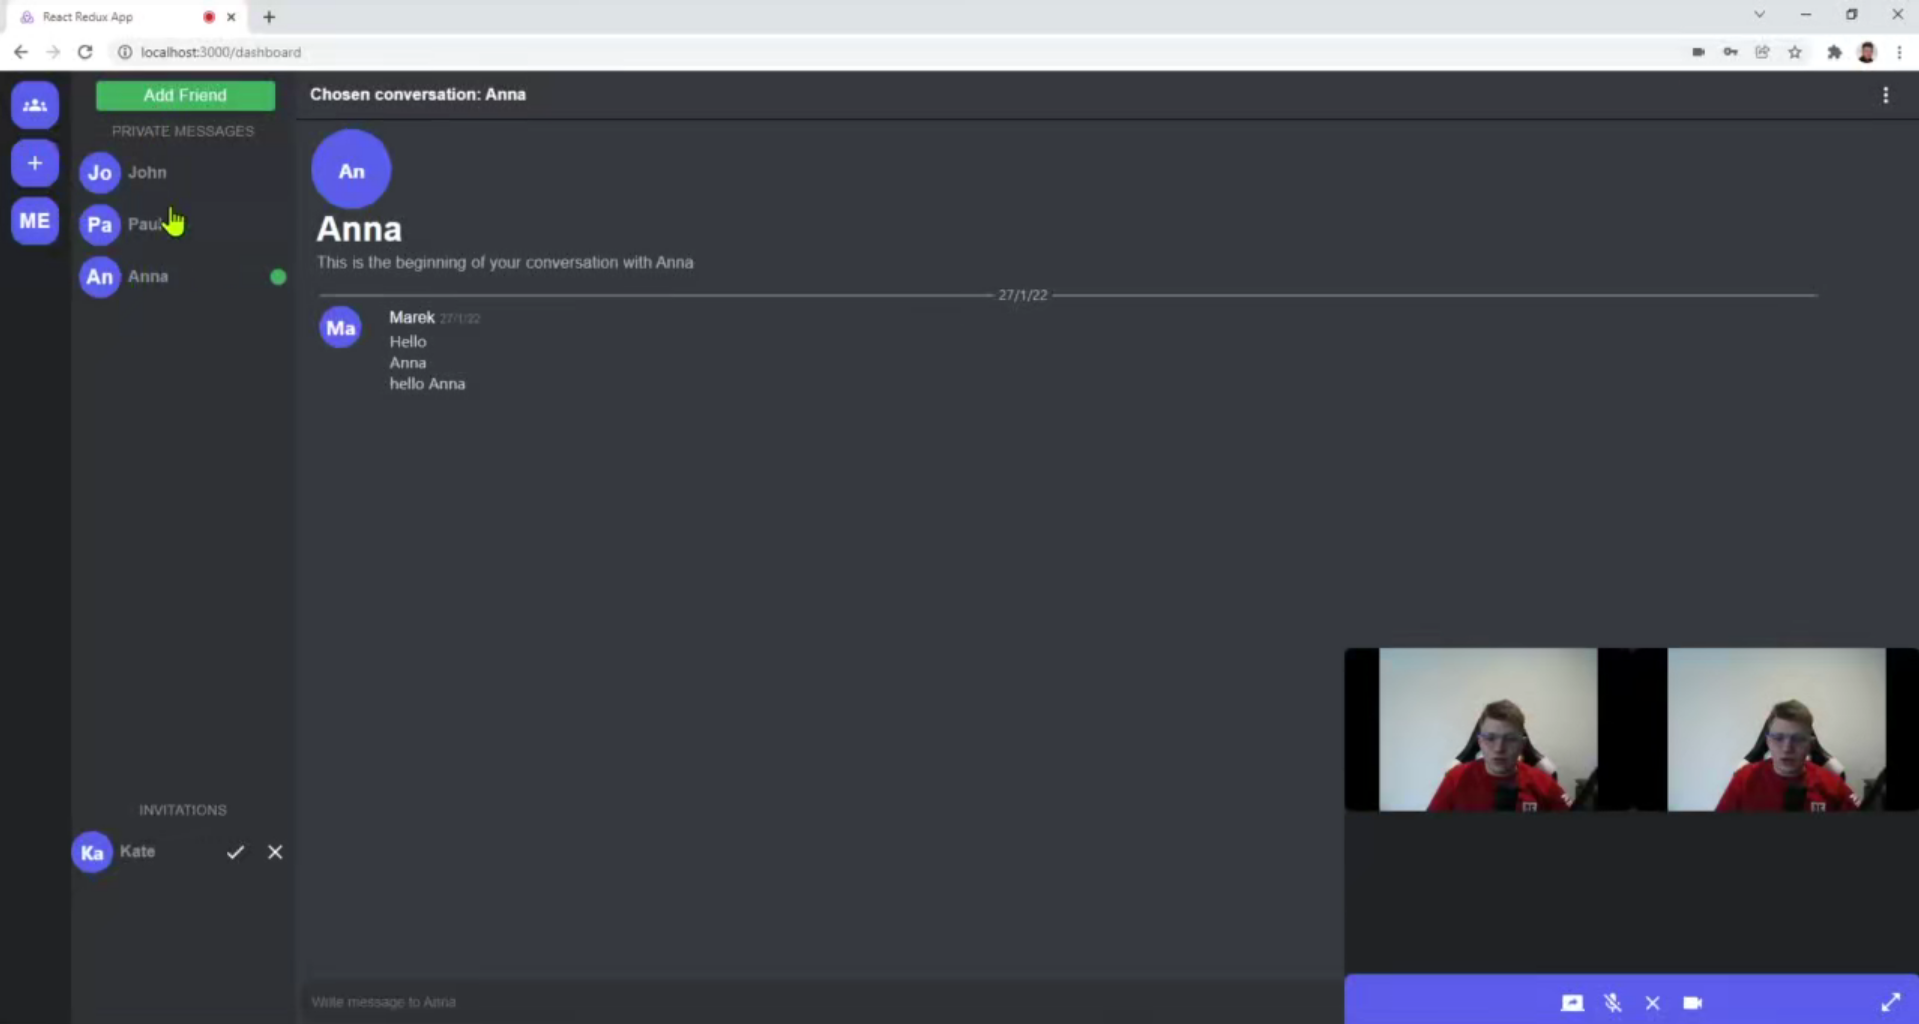 React Redux App
localhost:3000/dashboard
Add Friend
PRIVATE MESSAGES
ME
Jo John
Pa Paul
An Anna
INVITATIONS
Ka Kate
Chosen conversation: Anna
An
Anna
This is the beginning of your conversation with Anna
27/1/22
Ma
Marek 27/1/22
Hello
Anna
hello Anna
Write message to Anna